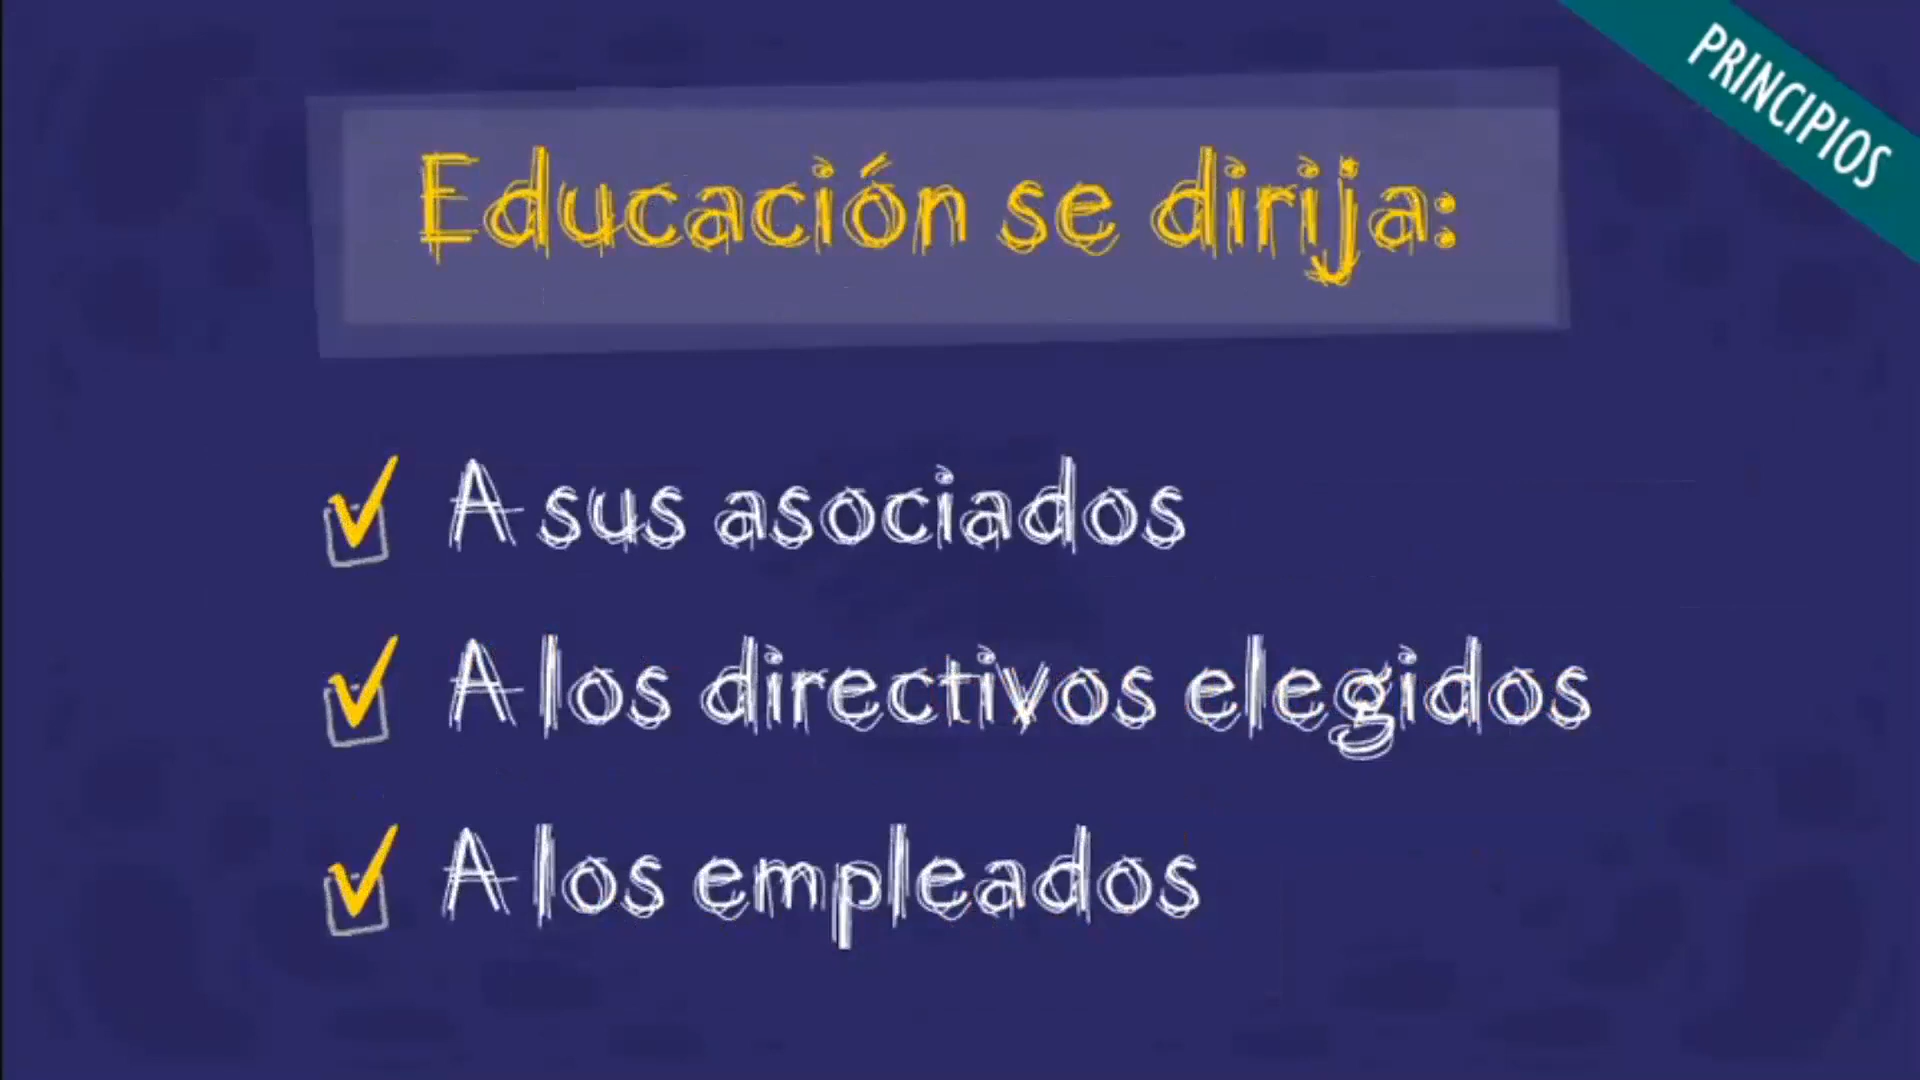 PRINCIPIOS
Educación se dirija:
A sus asociados
A los directivos elegidos
A los empleados